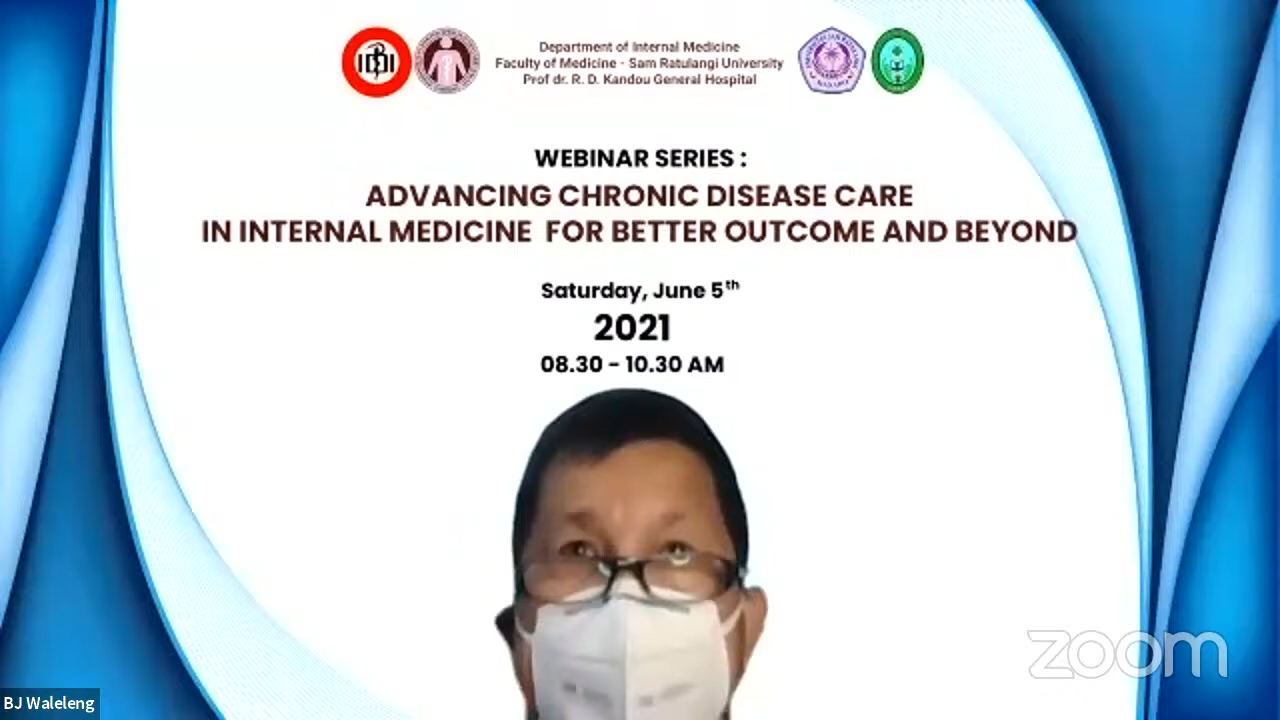 IDI
Department of Internal Medicine
Faculty of Medicine - Sam Ratulangi University
Prof dr. R. D. Kandou General Hospital
WEBINAR SERIES :
ADVANCING CHRONIC DISEASE CARE
IN INTERNAL MEDICINE FOR BETTER OUTCOME AND BEYOND
Saturday, June 5th
2021
08.30 - 10.30 AM
zoom
BJ Waleleng